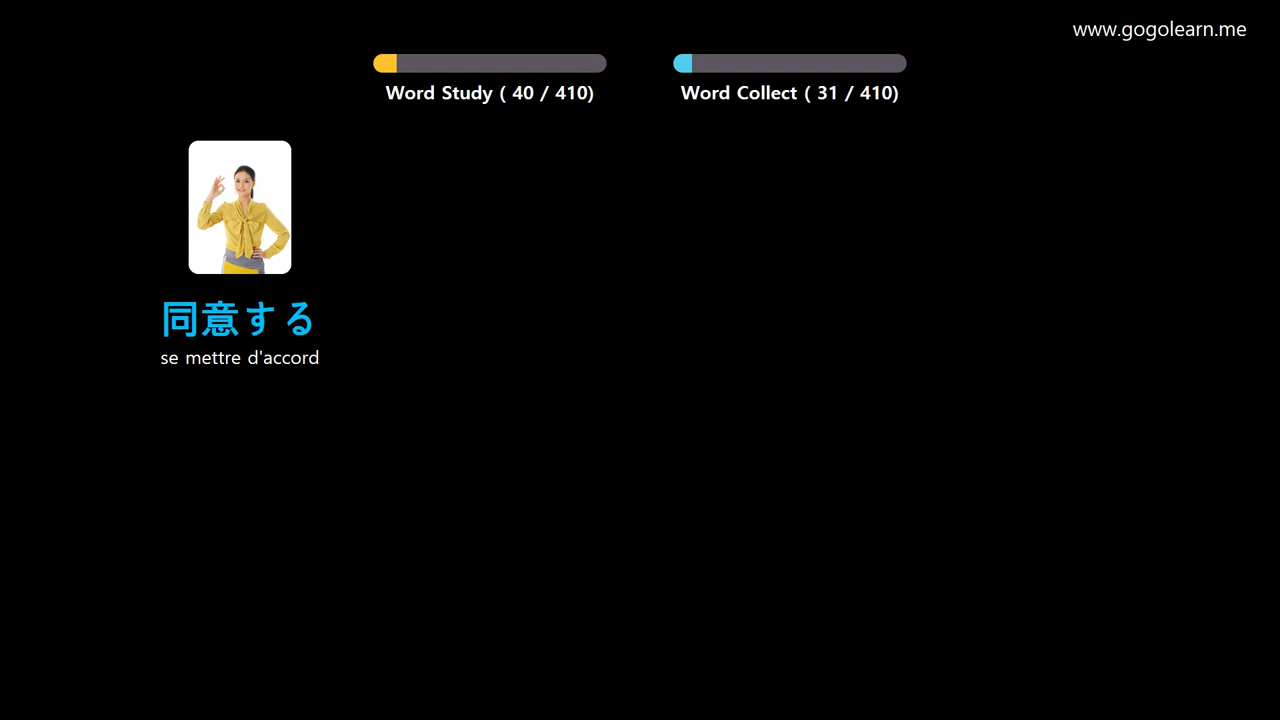 www.gogolearn.me
Word Study ( 40 / 410)
Word Collect ( 31 / 410)
同意する
se mettre d'accord